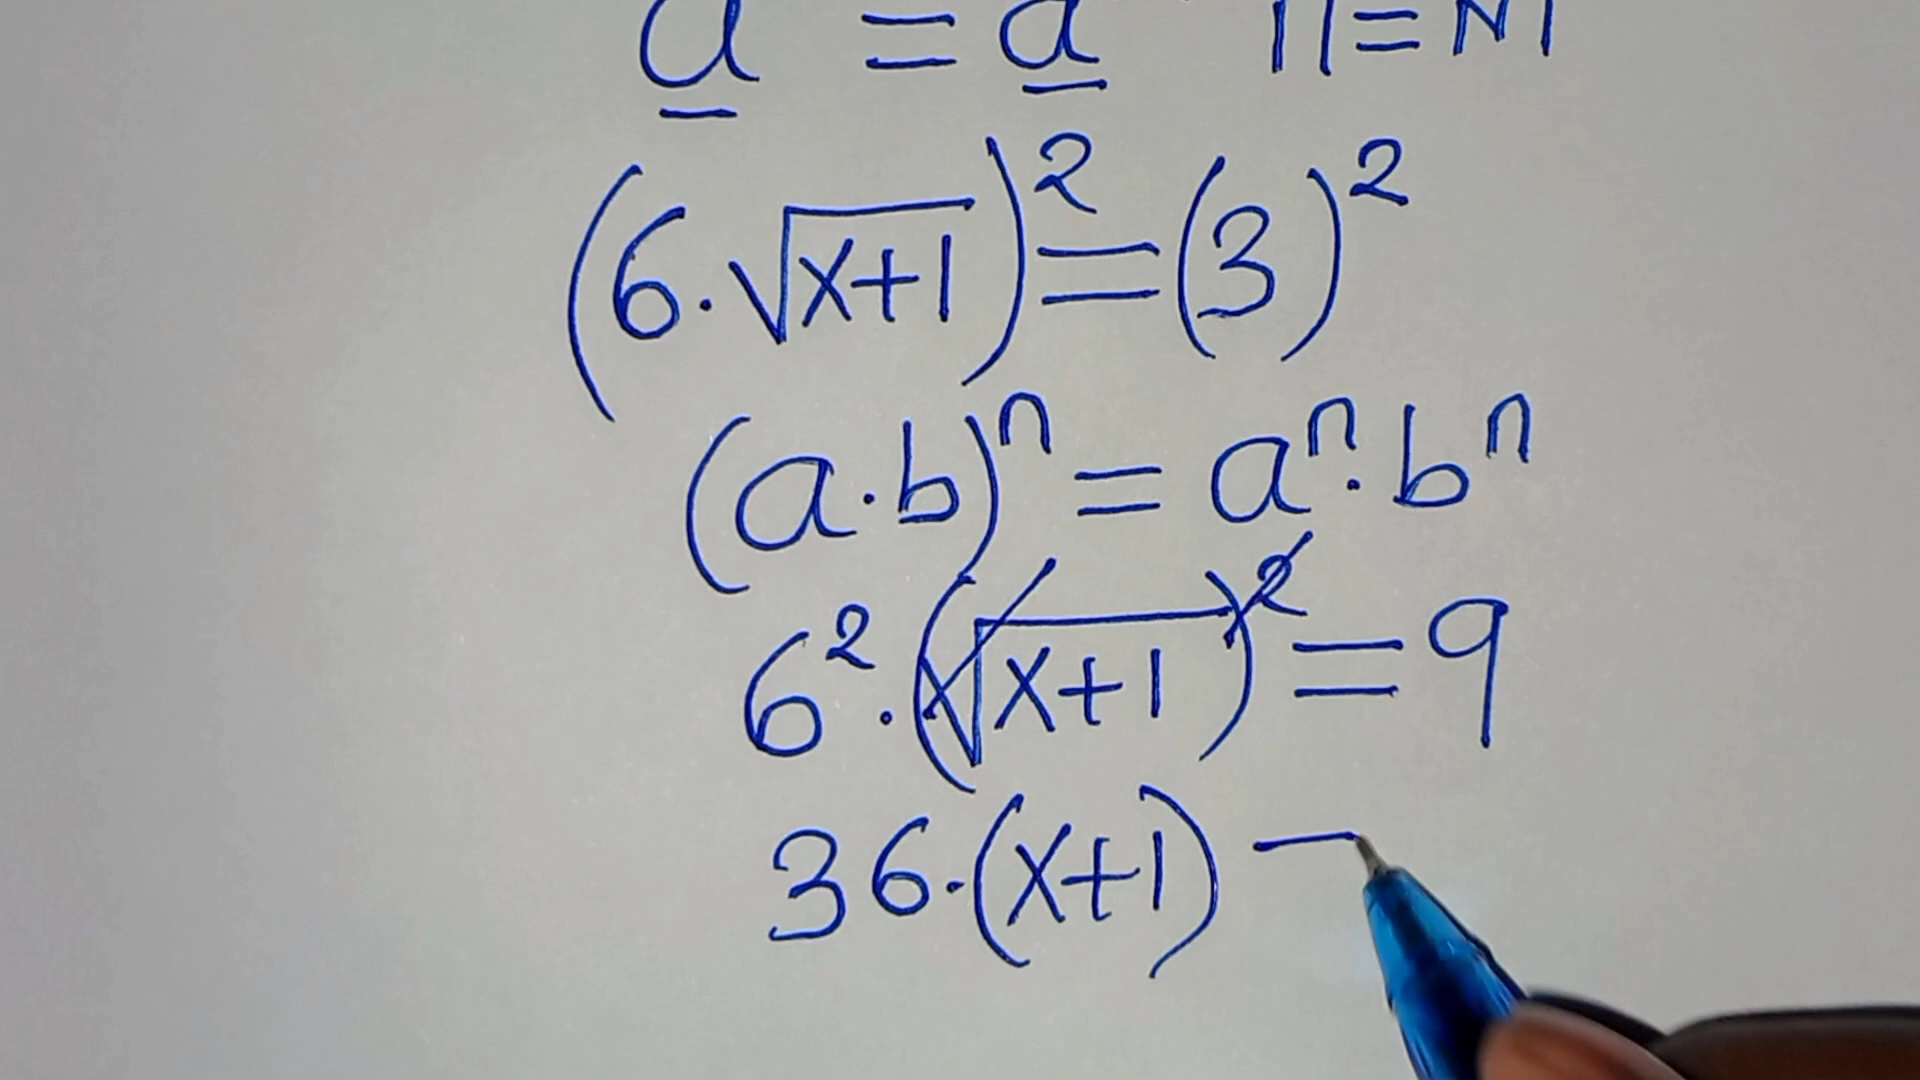 a = a n = m
(6·√x+1)² = (3)²
(a·b)ⁿ = aⁿ·bⁿ
6²·(√x+1)² = 9
36·(x+1) —